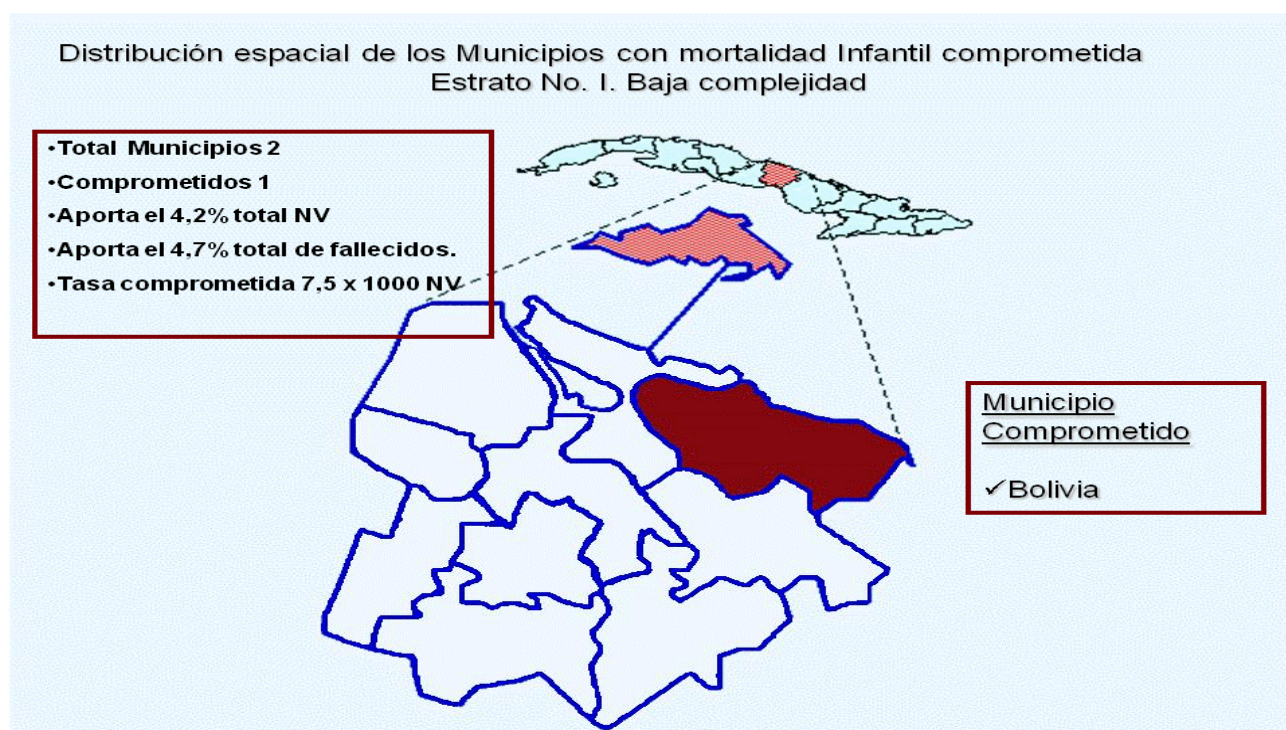 Distribución espacial de los Municipios con mortalidad Infantil comprometida
Estrato No. I. Baja complejidad
•Total Municipios 2
•Comprometidos 1
•Aporta el 4,2% total NV
•Aporta el 4,7% total de fallecidos.
•Tasa comprometida 7,5 x 1000 NV
Municipio
Comprometido
✓Bolivia